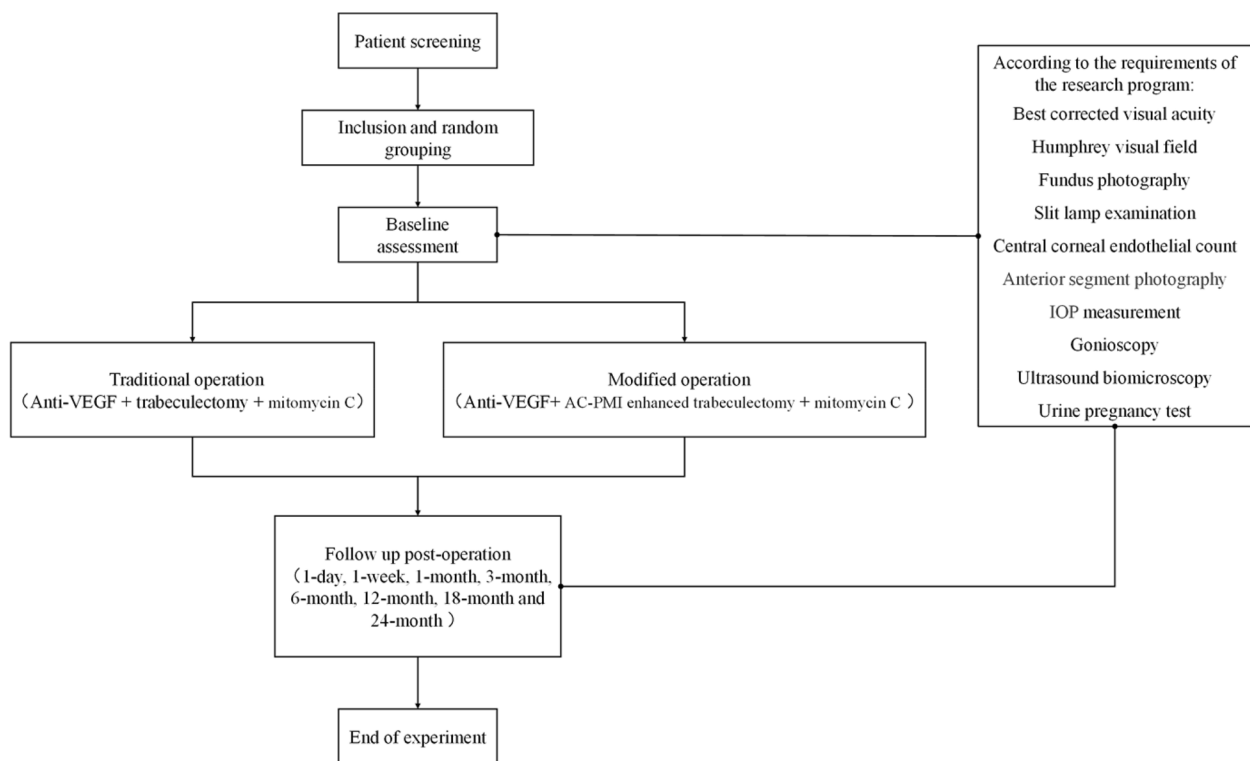 Patient screening
Inclusion and random
grouping
Baseline
assessment
According to the requirements of
the research program:
Best corrected visual acuity
Humphrey visual field
Fundus photography
Slit lamp examination
Central corneal endothelial count
Anterior segment photography
IOP measurement
Gonioscopy
Ultrasound biomicroscopy
Urine pregnancy test
Traditional operation
（Anti-VEGF + trabeculectomy + mitomycin C）
Modified operation
（Anti-VEGF+ AC-PMI enhanced trabeculectomy + mitomycin C ）
Follow up post-operation
（1-day, 1-week, 1-month, 3-month,
6-month, 12-month, 18-month and
24-month ）
End of experiment